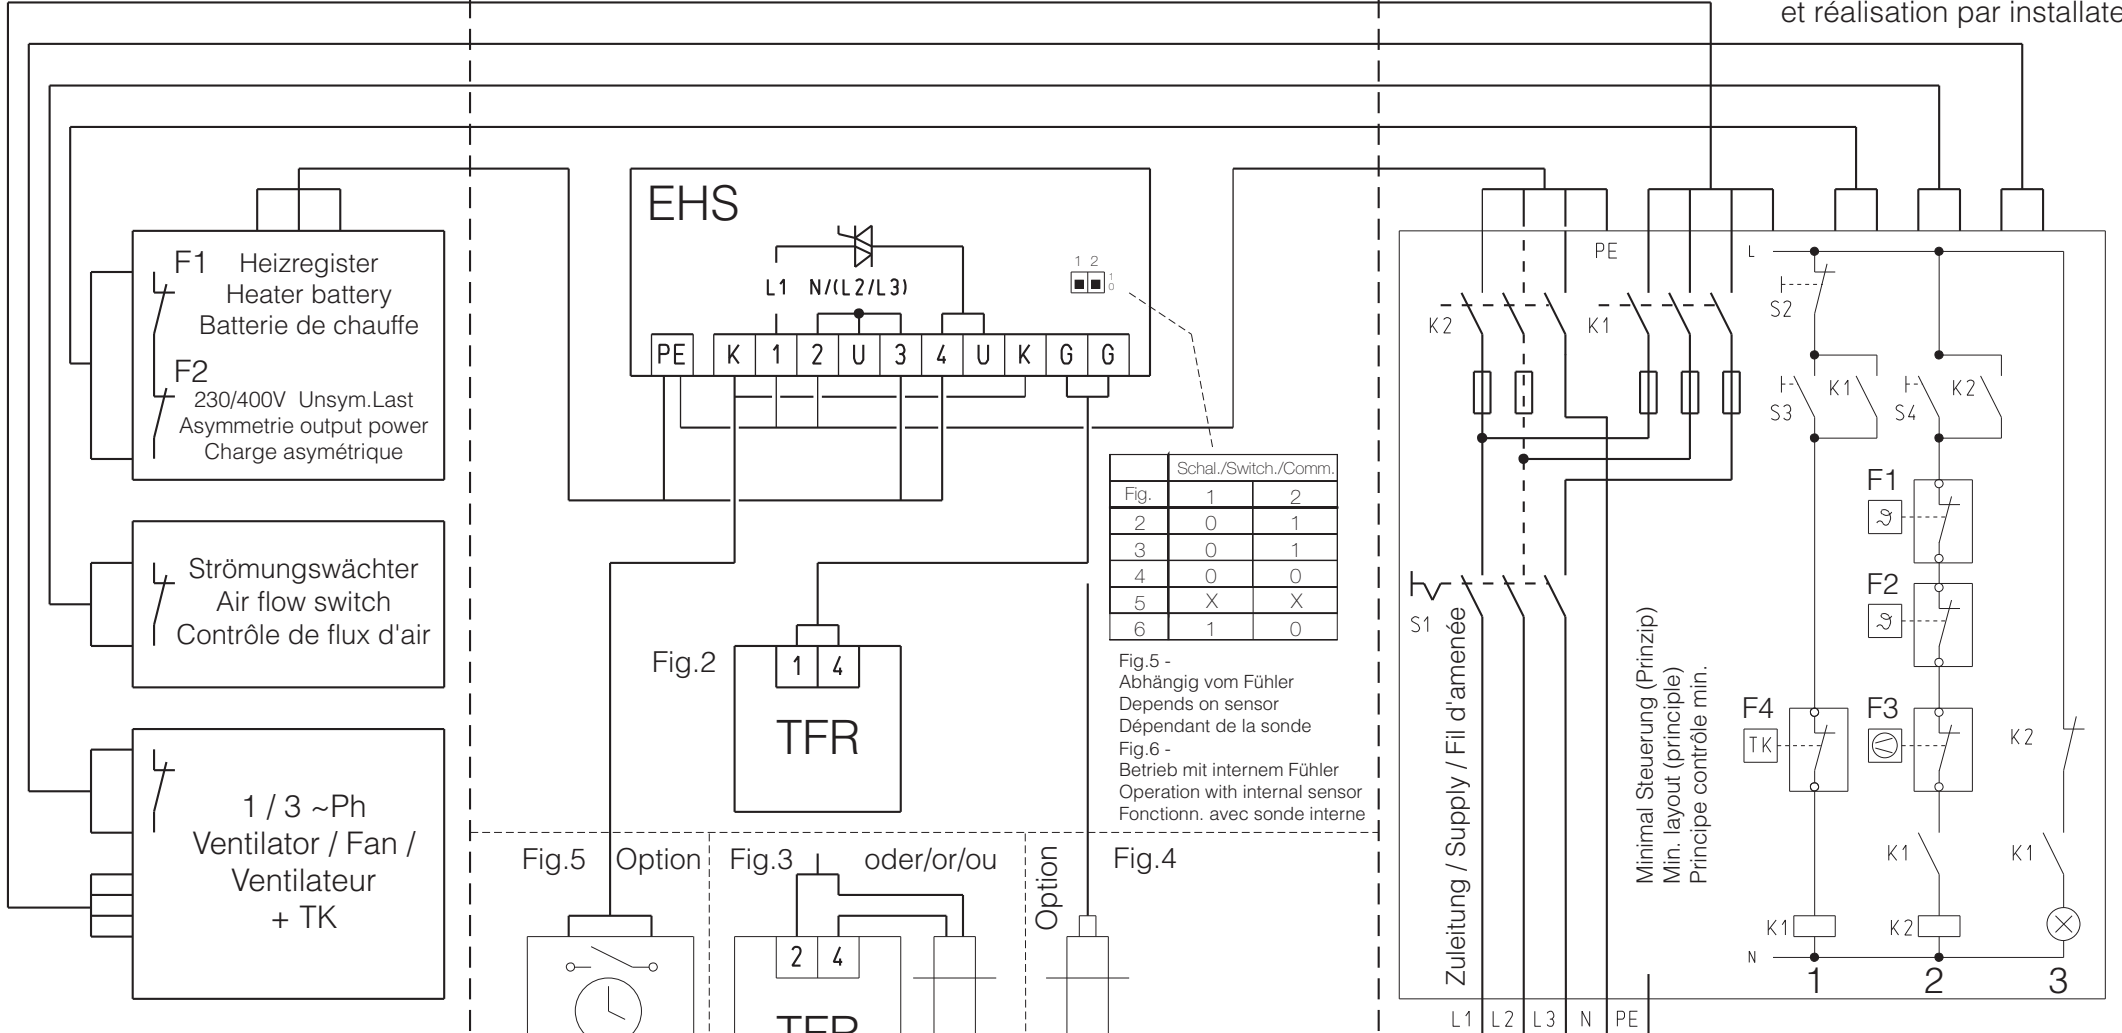 et réalisation par installate
F1 Heizregister
Heater battery
Batterie de chauffe
F2
230/400V Unsym.Last
Asymmetrie output power
Charge asymétrique
Strömungswächter
Air flow switch
Contrôle de flux d'air
1 / 3 ~Ph
Ventilator / Fan /
Ventilateur
+ TK
EHS
L1 N/(L2/L3)
1 2
1
0
PE K 1 2 U 3 4 U K G G
Schal./Switch./Comm.
Fig. 1 2
2 0 1
3 0 1
4 0 0
5 X X
6 1 0
Fig.5 -
Abhängig vom Fühler
Depends on sensor
Dépendant de la sonde
Fig.6 -
Betrieb mit internem Fühler
Operation with internal sensor
Fonctionn. avec sonde interne
Fig.2
1 4
TFR
Fig.5 Option
Fig.3 oder/or/ou
2 4
TFR
Option
Fig.4
PE
L
K2
K1
S2
S3
K1
S4
K2
F1
ϑ
F2
ϑ
S1
Zuleitung / Supply / Fil d'amenée
Minimal Steuerung (Prinzip)
Min. layout (principle)
Principe contrôle min.
F4
TK
F3
K2
K1
K1
K1
K2
N
1 2 3
L1 L2 L3 N PE